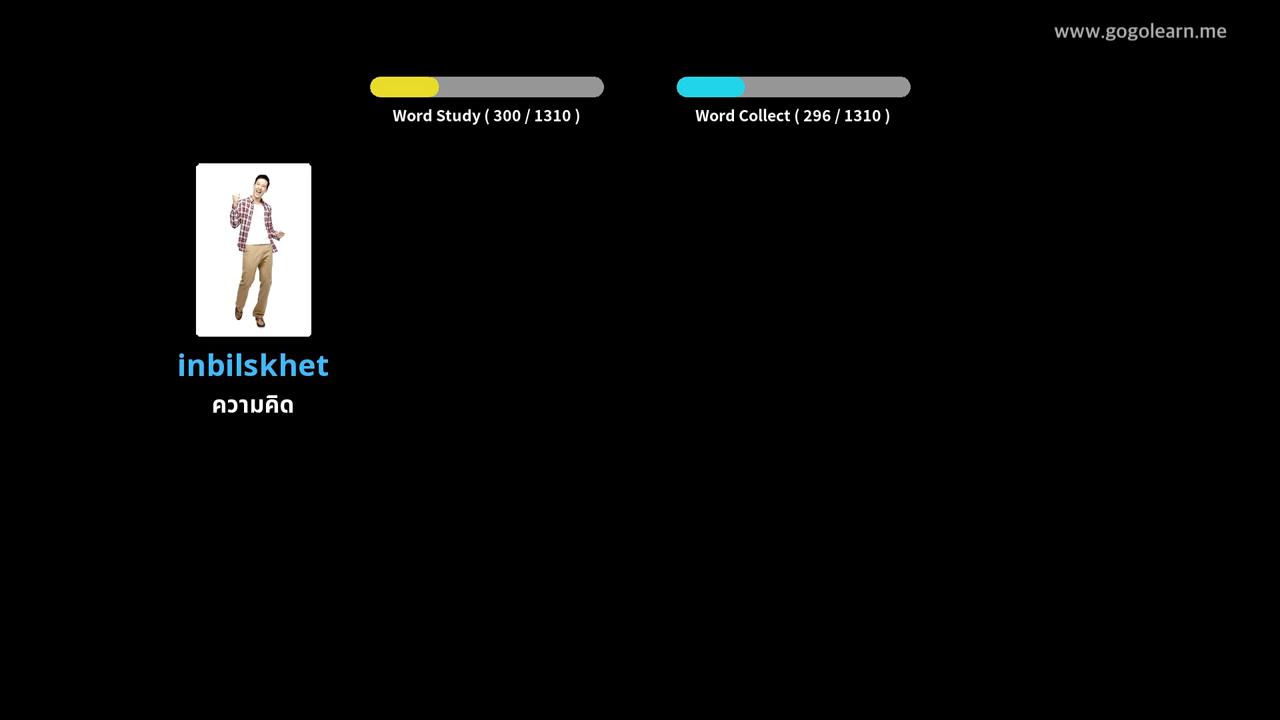 www.gogolearn.me
Word Study ( 300 / 1310 )
Word Collect ( 296 / 1310 )
inbilskhet
ความคิด